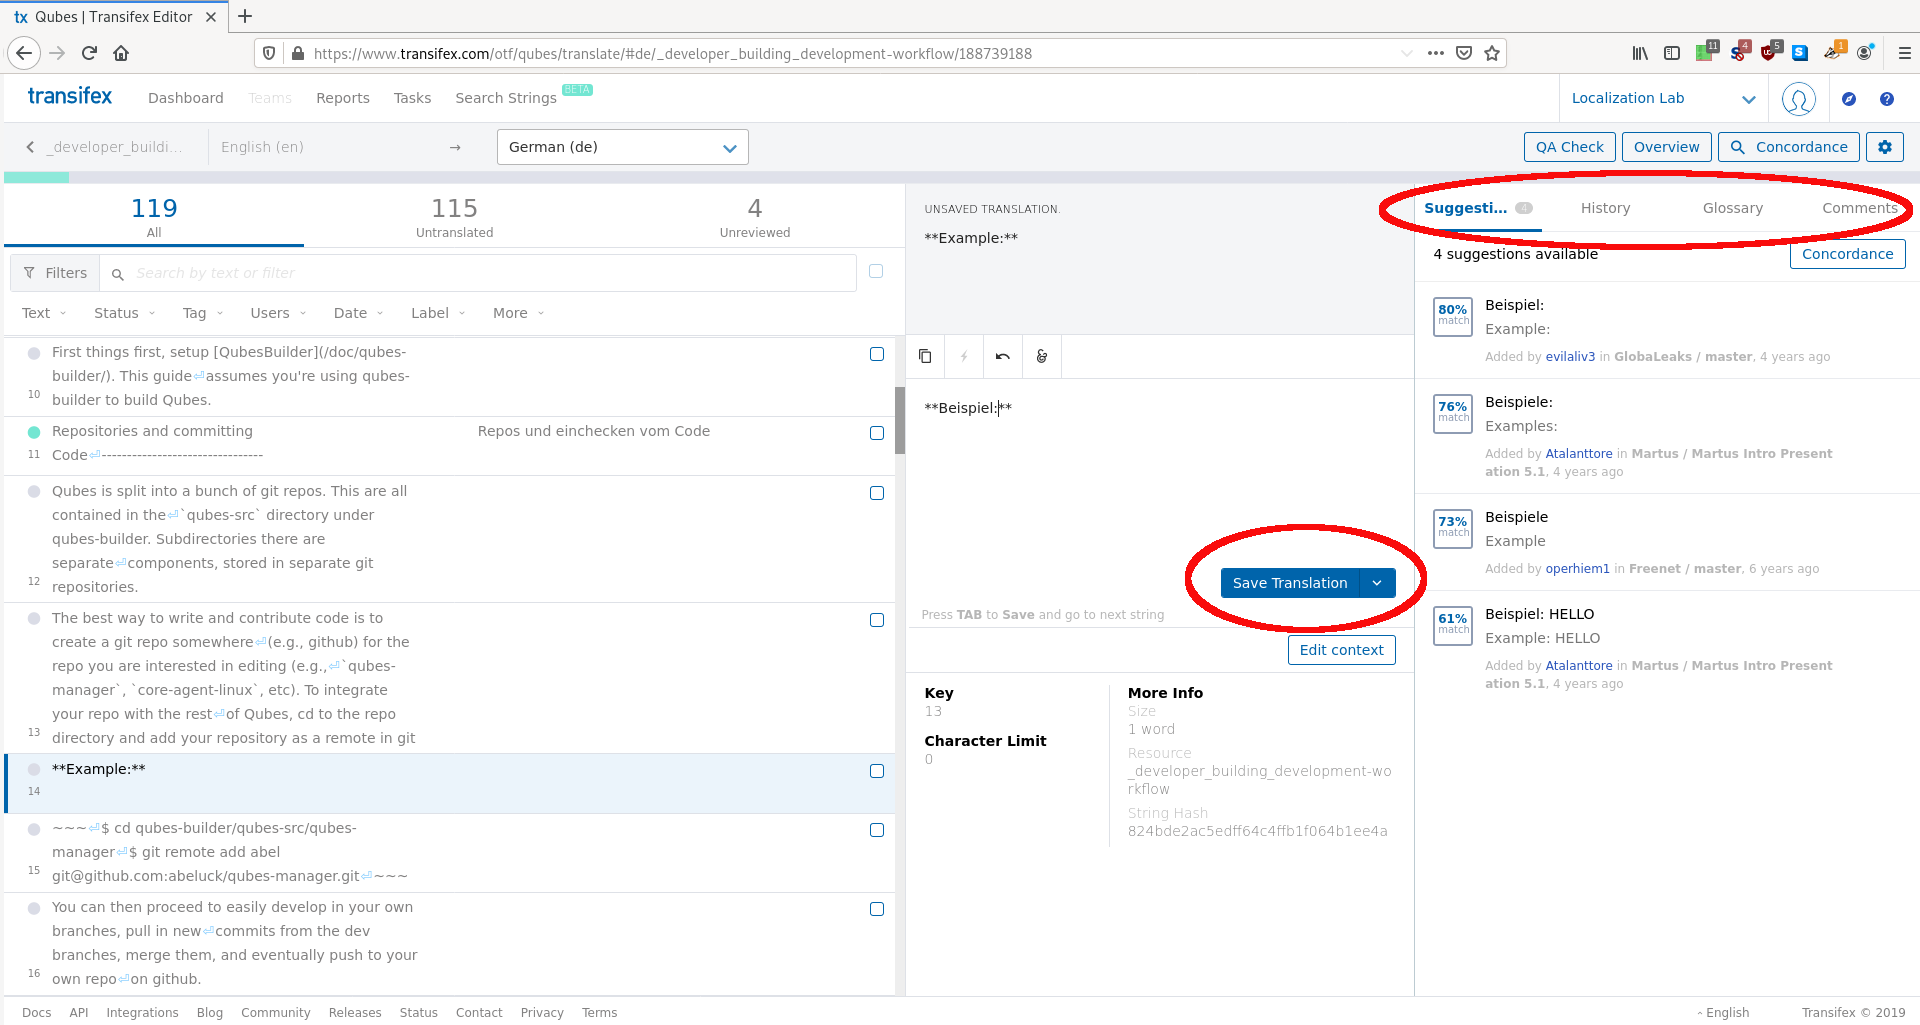 tx Qubes | Transifex Editor × +
https://www.transifex.com/otf/qubes/translate/#de/_developer_building_development-workflow/188739188
11 4 5 1
transifex Dashboard Teams Reports Tasks Search Strings BETA Localization Lab ?
_developer_buildi... English (en) → German (de) QA Check Overview Concordance
119 115 4
All Untranslated Unreviewed
Filters Search by text or filter
Text Status Tag Users Date Label More
First things first, setup [QubesBuilder](/doc/qubes-
builder/). This guide⏎assumes you're using qubes-
10 builder to build Qubes.
Repositories and committing Repos und einchecken vom Code
11 Code⏎--------------------------------
Qubes is split into a bunch of git repos. This are all
contained in the⏎`qubes-src` directory under
qubes-builder. Subdirectories there are
separate⏎components, stored in separate git
12 repositories.
The best way to write and contribute code is to
create a git repo somewhere⏎(e.g., github) for the
repo you are interested in editing (e.g.,⏎`qubes-
manager`, `core-agent-linux`, etc). To integrate
your repo with the rest⏎of Qubes, cd to the repo
13 directory and add your repository as a remote in git
**Example:**
14
~~~⏎$ cd qubes-builder/qubes-src/qubes-
manager⏎$ git remote add abel
15 git@github.com:abeluck/qubes-manager.git⏎~~~
You can then proceed to easily develop in your own
branches, pull in new⏎commits from the dev
branches, merge them, and eventually push to your
16 own repo⏎on github.
UNSAVED TRANSLATION.
**Example:**
**Beispiel:**
Save Translation
Press TAB to Save and go to next string
Edit context
Key
13
Character Limit
0
More Info
Size
1 word
Resource
_developer_building_development-wo
rkflow
String Hash
824bde2ac5edff64c4ffb1f064b1ee4a
Suggesti... 4 History Glossary Comments
4 suggestions available Concordance
80% match Beispiel:
Example:
Added by evilaliv3 in GlobaLeaks / master, 4 years ago
76% match Beispiele:
Examples:
Added by Atalanttore in Martus / Martus Intro Present
ation 5.1, 4 years ago
73% match Beispiele
Example
Added by operhiem1 in Freenet / master, 6 years ago
61% match Beispiel: HELLO
Example: HELLO
Added by Atalanttore in Martus / Martus Intro Present
ation 5.1, 4 years ago
Docs API Integrations Blog Community Releases Status Contact Privacy Terms English Transifex © 2019